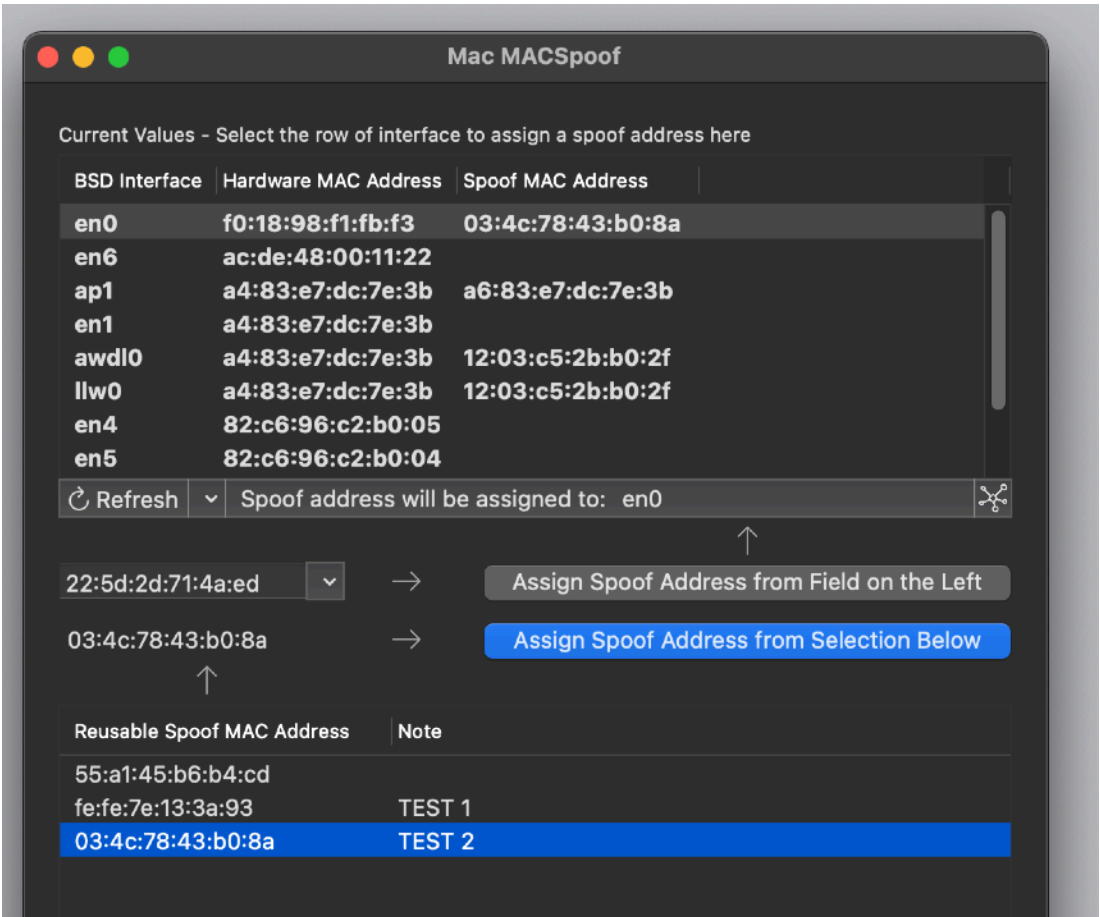 Mac MACSpoof
Current Values - Select the row of interface to assign a spoof address here
BSD Interface Hardware MAC Address Spoof MAC Address
en0 f0:18:98:f1:fb:f3 03:4c:78:43:b0:8a
en6 ac:de:48:00:11:22
ap1 a4:83:e7:dc:7e:3b a6:83:e7:dc:7e:3b
en1 a4:83:e7:dc:7e:3b
awdl0 a4:83:e7:dc:7e:3b 12:03:c5:2b:b0:2f
llw0 a4:83:e7:dc:7e:3b 12:03:c5:2b:b0:2f
en4 82:c6:96:c2:b0:05
en5 82:c6:96:c2:b0:04
Refresh Spoof address will be assigned to: en0
22:5d:2d:71:4a:ed Assign Spoof Address from Field on the Left
03:4c:78:43:b0:8a Assign Spoof Address from Selection Below
Reusable Spoof MAC Address Note
55:a1:45:b6:b4:cd
fe:fe:7e:13:3a:93 TEST 1
03:4c:78:43:b0:8a TEST 2